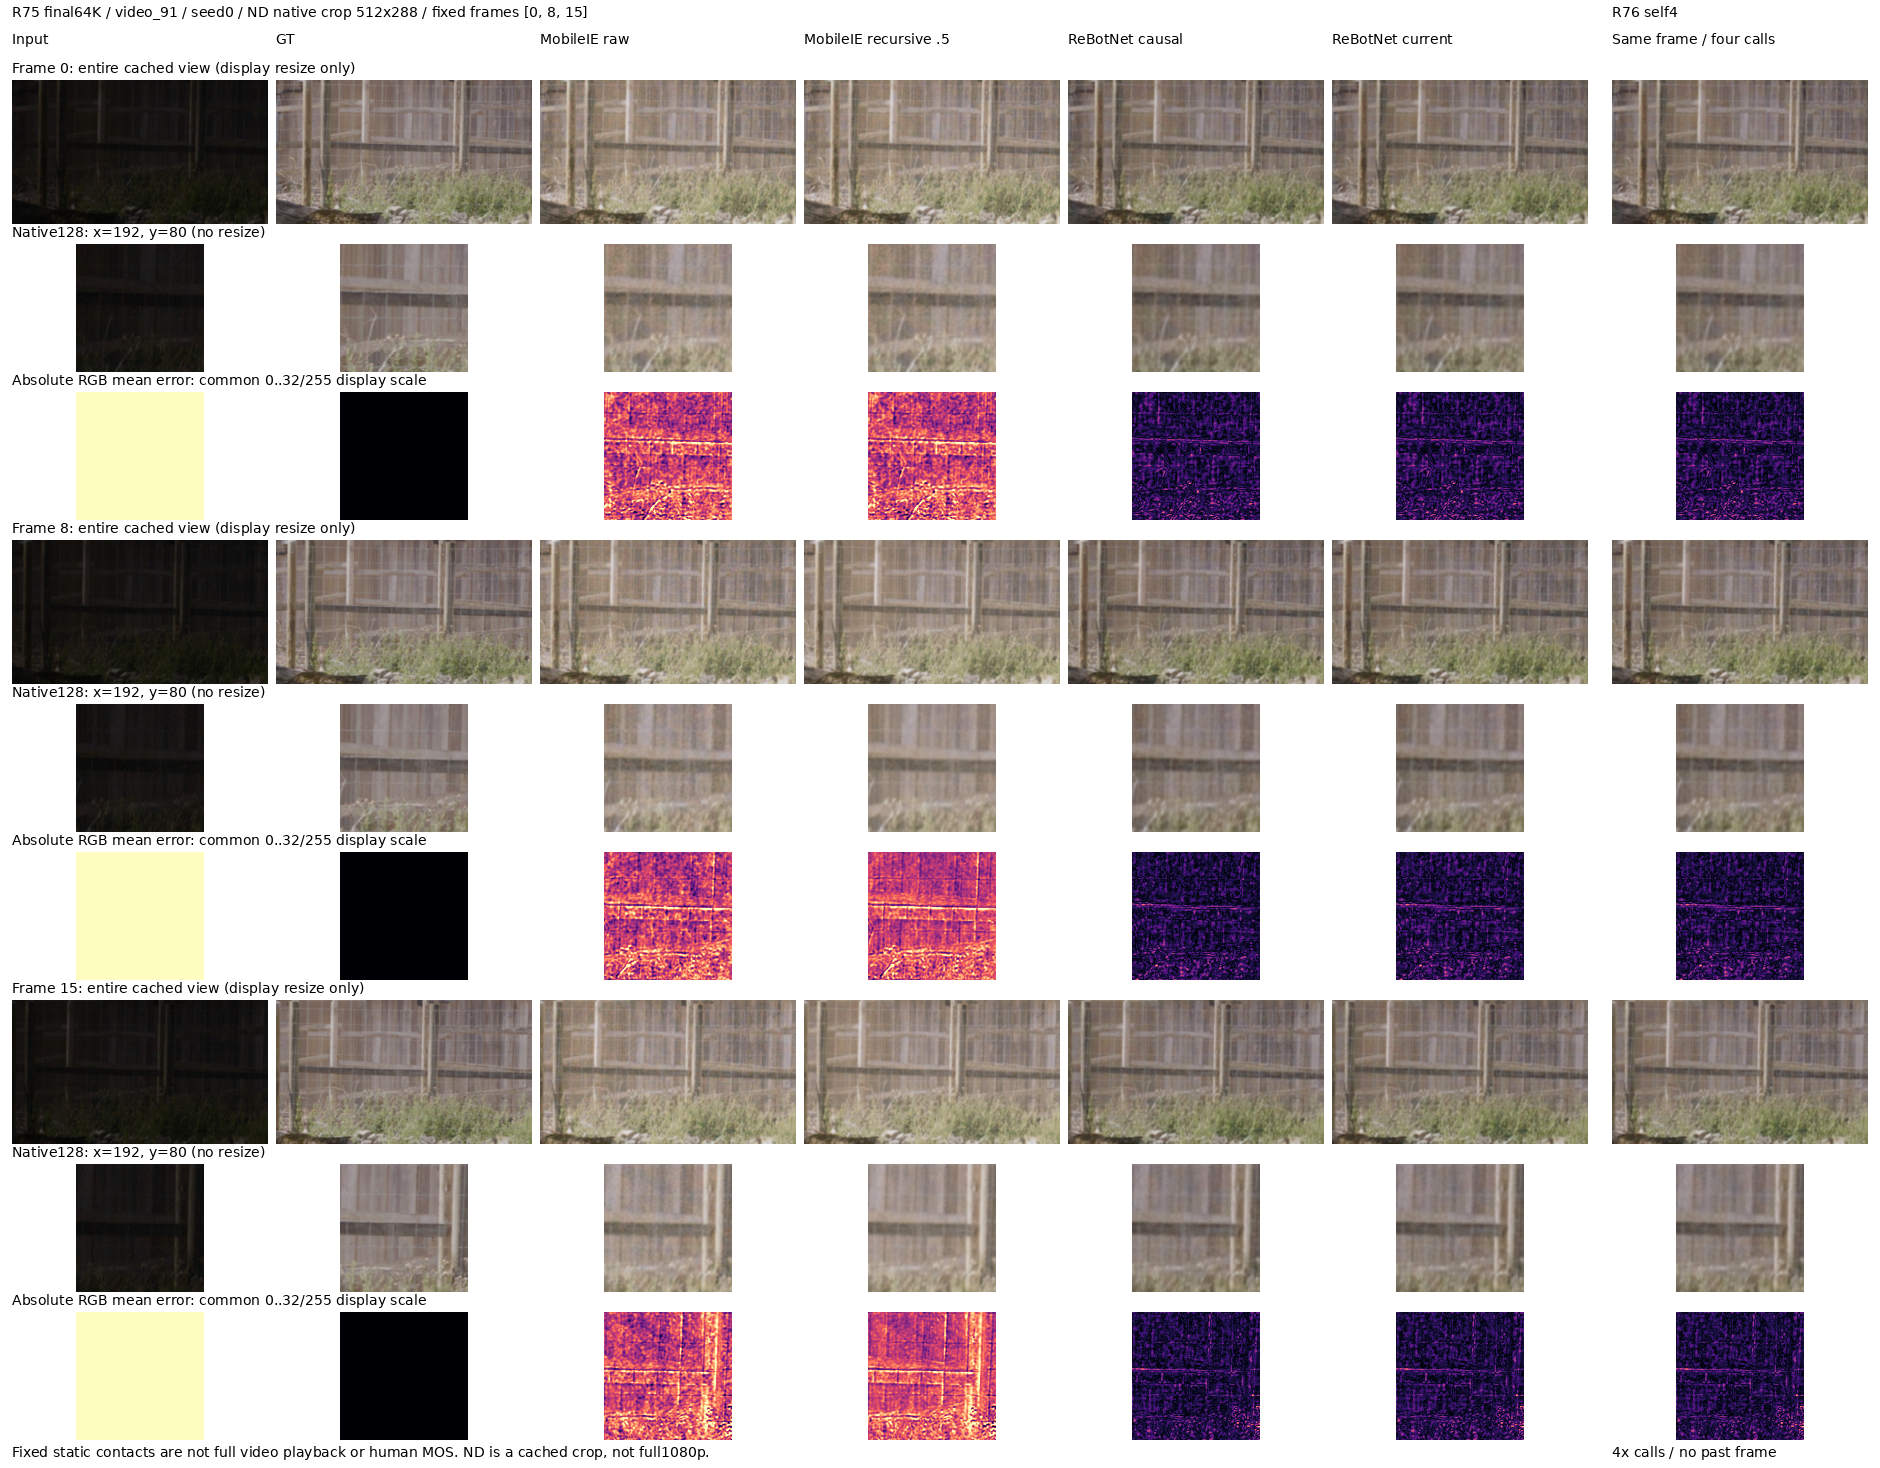 R75 final64K / video_91 / seed0 / ND native crop 512x288 / fixed frames [0, 8, 15]
R76 self4
Input
GT
MobileIE raw
MobileIE recursive .5
ReBotNet causal
ReBotNet current
Same frame / four calls
Frame 0: entire cached view (display resize only)
Native128: x=192, y=80 (no resize)
Absolute RGB mean error: common 0..32/255 display scale
Frame 8: entire cached view (display resize only)
Native128: x=192, y=80 (no resize)
Absolute RGB mean error: common 0..32/255 display scale
Frame 15: entire cached view (display resize only)
Native128: x=192, y=80 (no resize)
Absolute RGB mean error: common 0..32/255 display scale
Fixed static contacts are not full video playback or human MOS. ND is a cached crop, not full1080p.
4x calls / no past frame